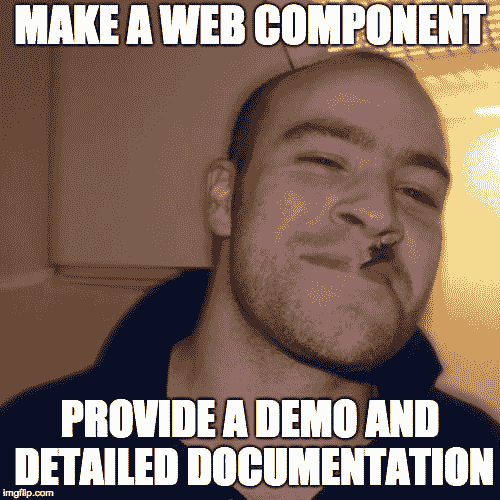 MAKE A WEB COMPONENT
PROVIDE A DEMO AND
DETAILED DOCUMENTATION
imgflip.com